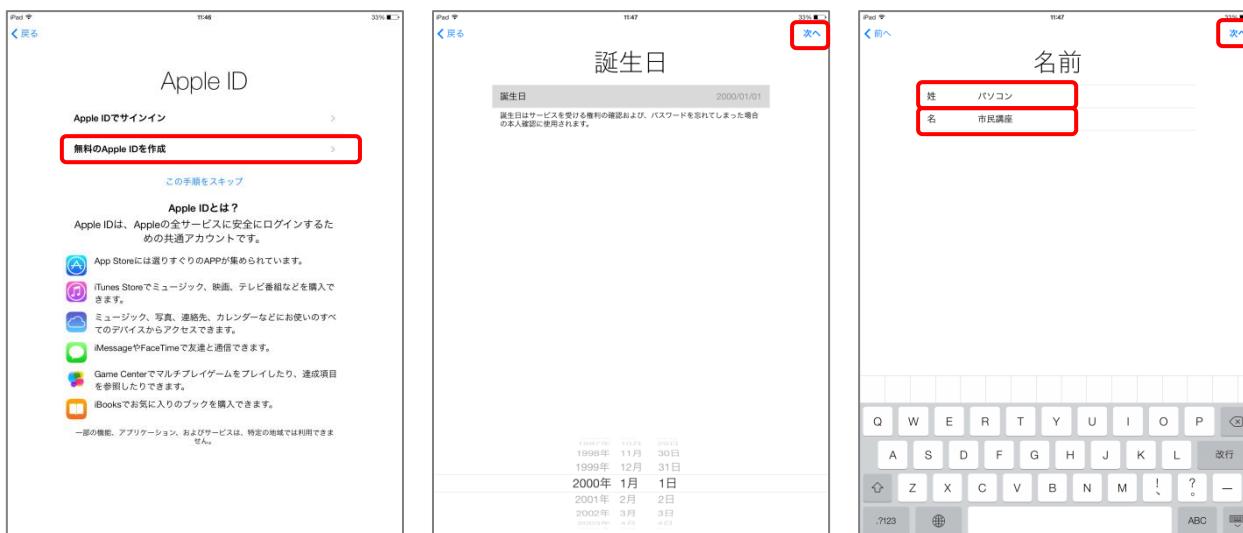 iPad 11:46 33%
戻る
Apple ID
Apple IDでサインイン
無料のApple IDを作成
この手順をスキップ
Apple IDとは？
Apple IDは、Appleの全サービスに安全にログインするた
めの共通アカウントです。
App Storeには選りすぐりのAPPが集められています。
iTunes Storeでミュージック、映画、テレビ番組などを購入で
きます。
ミュージック、写真、連絡先、カレンダーなどにお使いのすべ
てのデバイスからアクセスできます。
iMessageやFaceTimeで友達と通信できます。
Game Centerでマルチプレイゲームをプレイしたり、達成項目
を参照したりできます。
iBooksでお気に入りのブックを購入できます。
一部の機能、アプリケーション、およびサービスは、特定の地域では利用できま
せん。
iPad 11:47 33%
戻る 次へ
誕生日
誕生日 2000/01/01
誕生日はサービスを受ける権利の確認および、パスワードを忘れてしまった場合
の本人確認に使用されます。
1997年 10月 29日
1998年 11月 30日
1999年 12月 31日
2000年 1月 1日
2001年 2月 2日
2002年 3月 3日
2003年 4月 4日
iPad 11:47 33%
前へ 次へ
名前
姓 パソコン
名 市民講座
Q W E R T Y U I O P
A S D F G H J K L 改行
Z X C V B N M ! 、 ? 。 ー
.?123 ABC